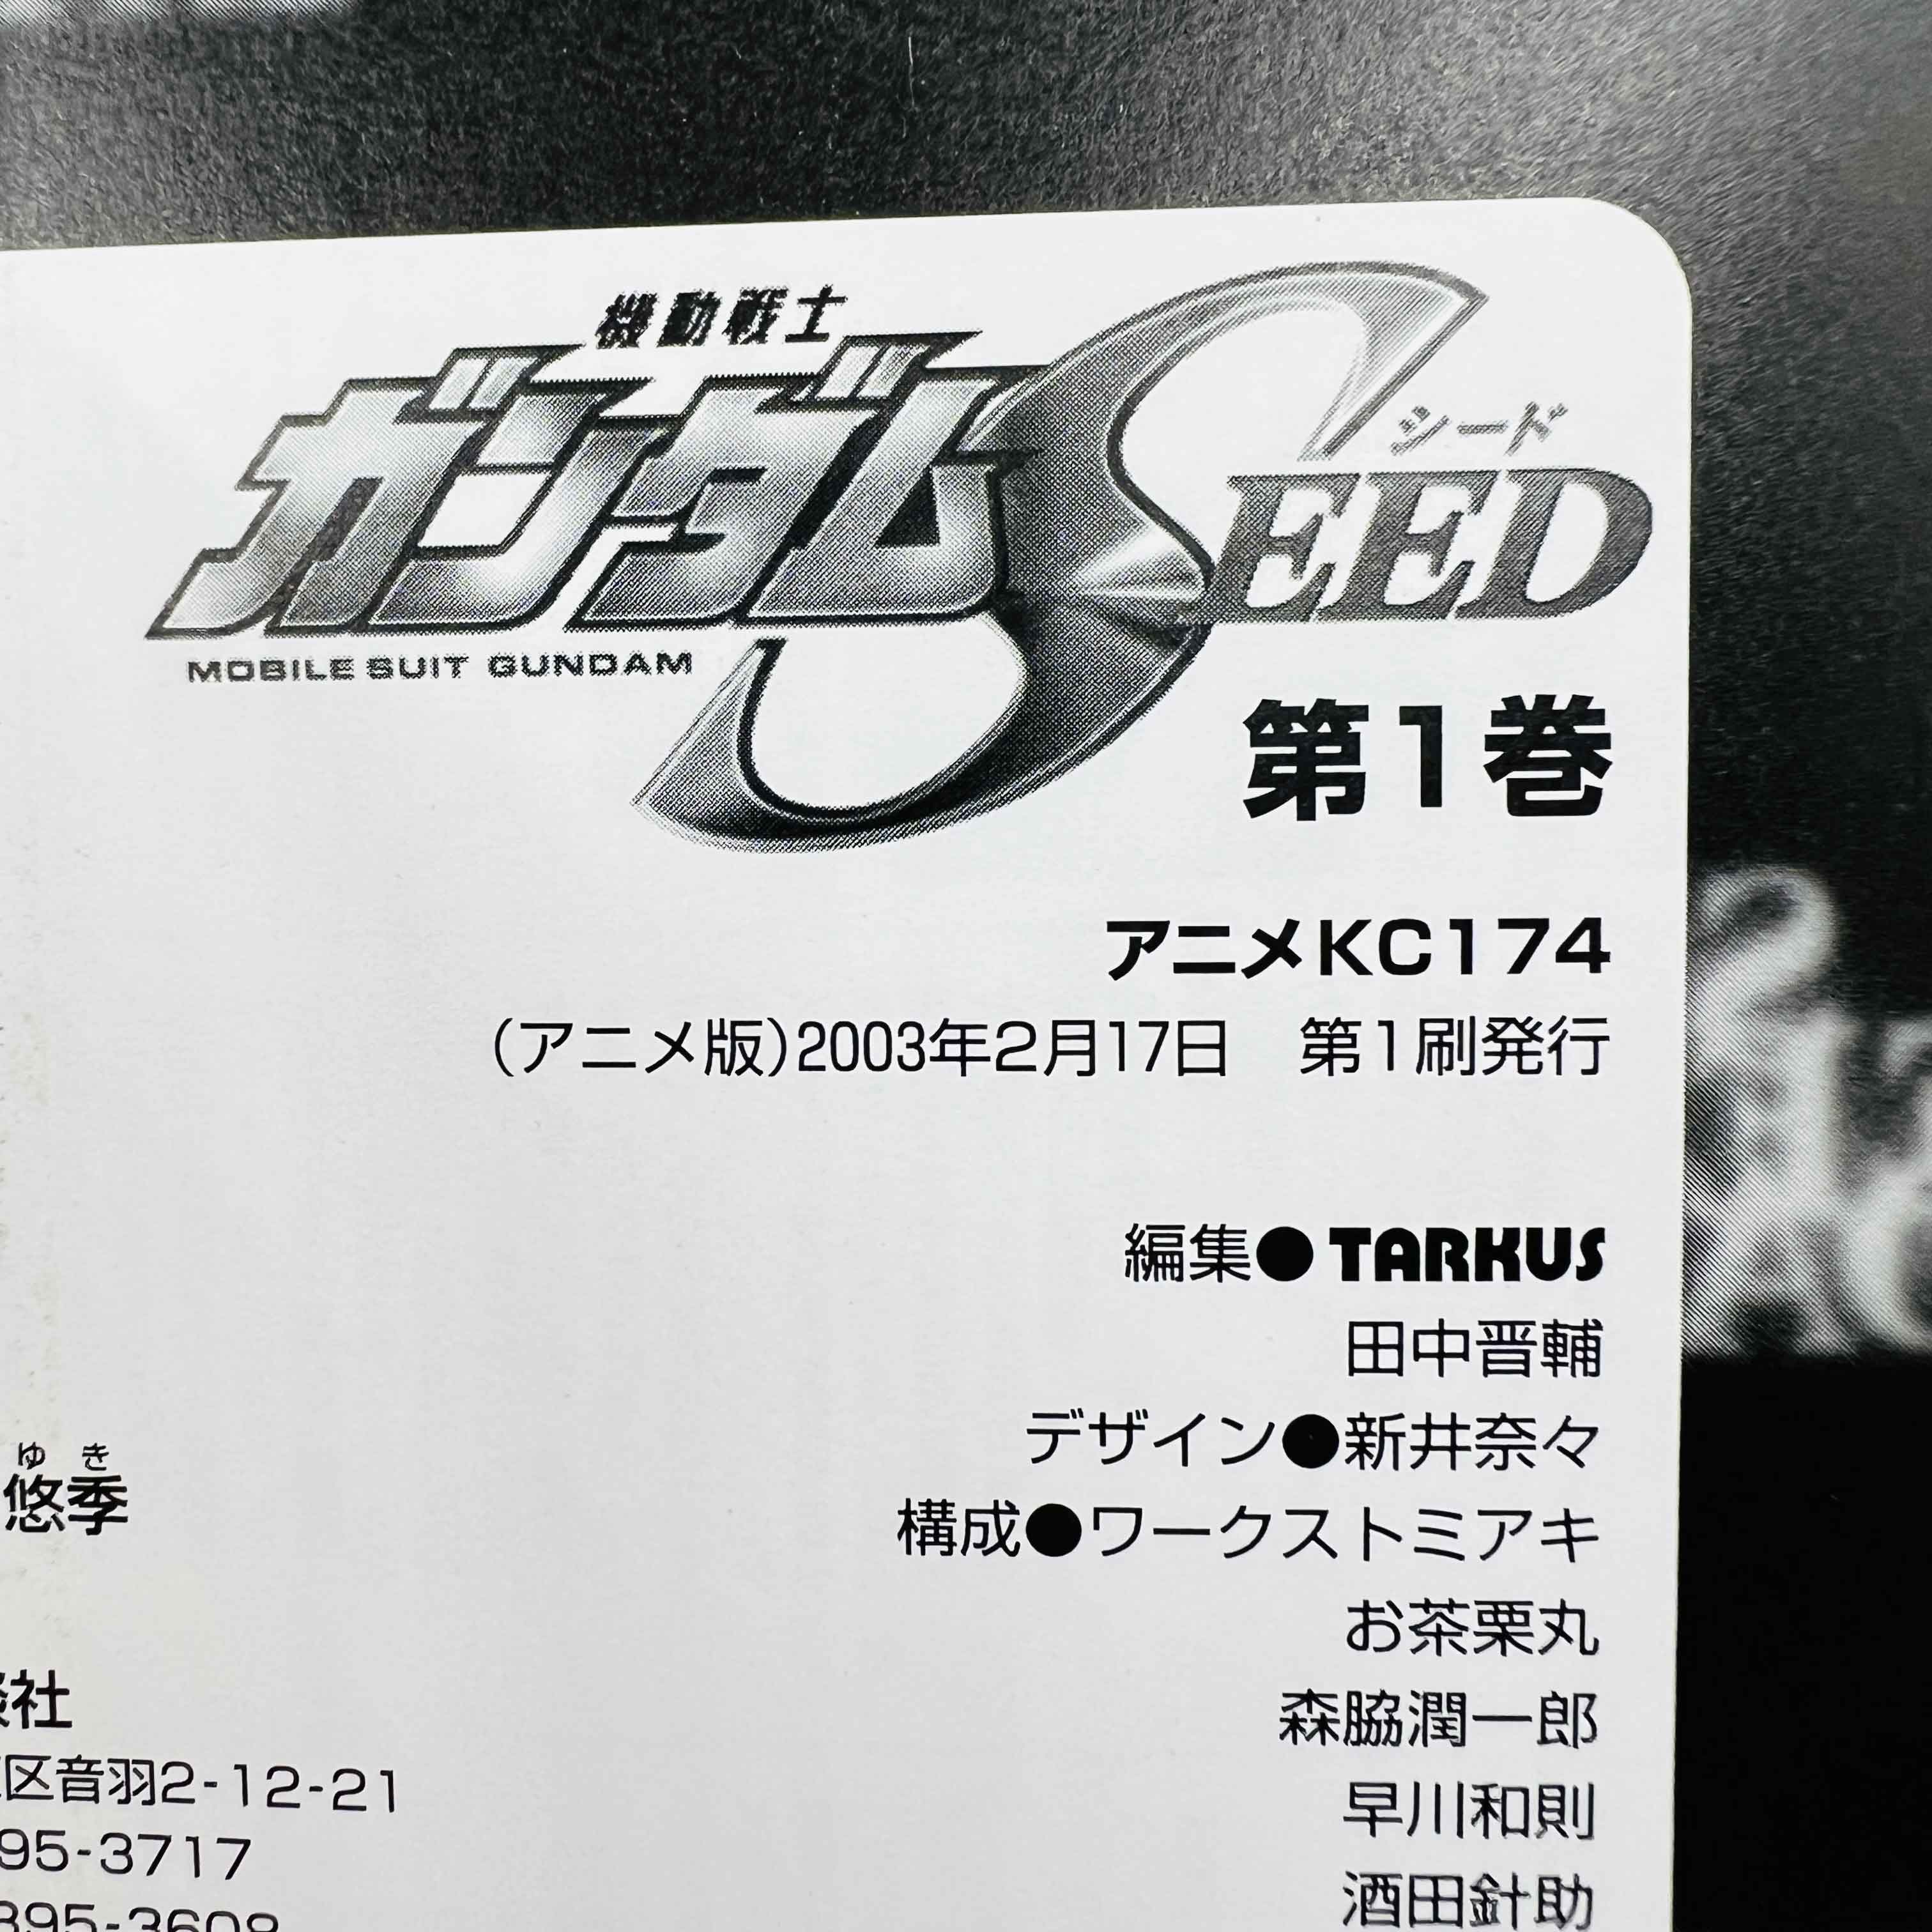 機動戦士
ガンダムSEED
シード
MOBILE SUIT GUNDAM
第1巻
アニメKC174
（アニメ版）2003年2月17日　第1刷発行
編集●TARKUS
田中晋輔
デザイン●新井奈々
構成●ワークストミアキ
お茶栗丸
森脇潤一郎
早川和則
酒田針助
ゆき
悠季
社
区音羽2-12-21
95-3717
395-3608